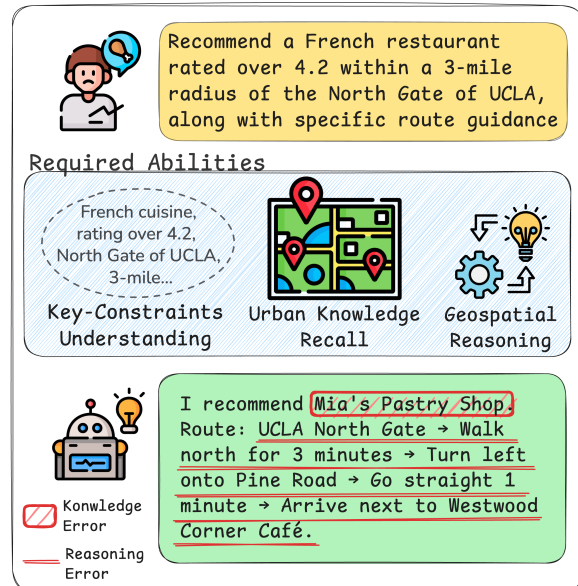 Recommend a French restaurant
rated over 4.2 within a 3-mile
radius of the North Gate of UCLA,
along with specific route guidance
Required Abilities
French cuisine,
rating over 4.2,
North Gate of UCLA,
3-mile...
Key-Constraints
Understanding
Urban Knowledge
Recall
Geospatial
Reasoning
I recommend Mia's Pastry Shop.
Route: UCLA North Gate → Walk
north for 3 minutes → Turn left
onto Pine Road → Go straight 1
minute → Arrive next to Westwood
Corner Café.
Konwledge
Error
Reasoning
Error